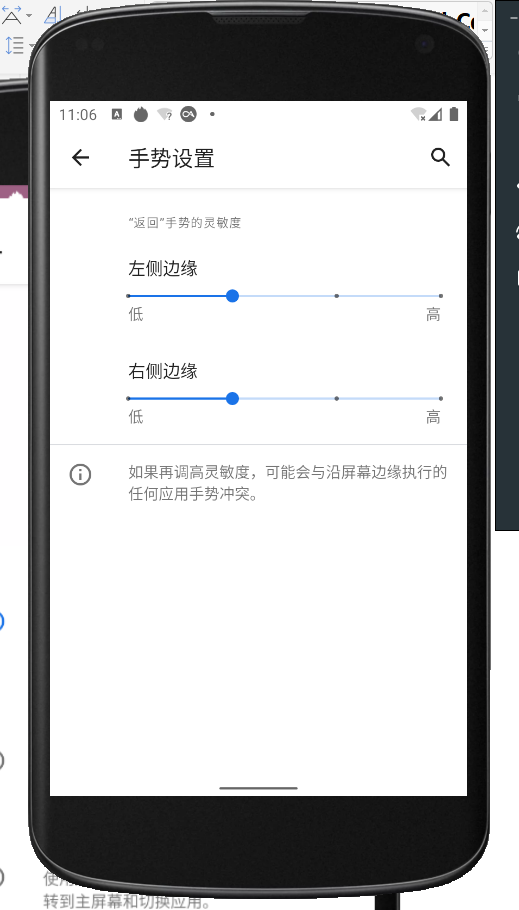 11:06
手势设置
“返回”手势的灵敏度
左侧边缘
低 高
右侧边缘
低 高
如果再调高灵敏度，可能会与沿屏幕边缘执行的
任何应用手势冲突。
转到主屏幕和切换应用。